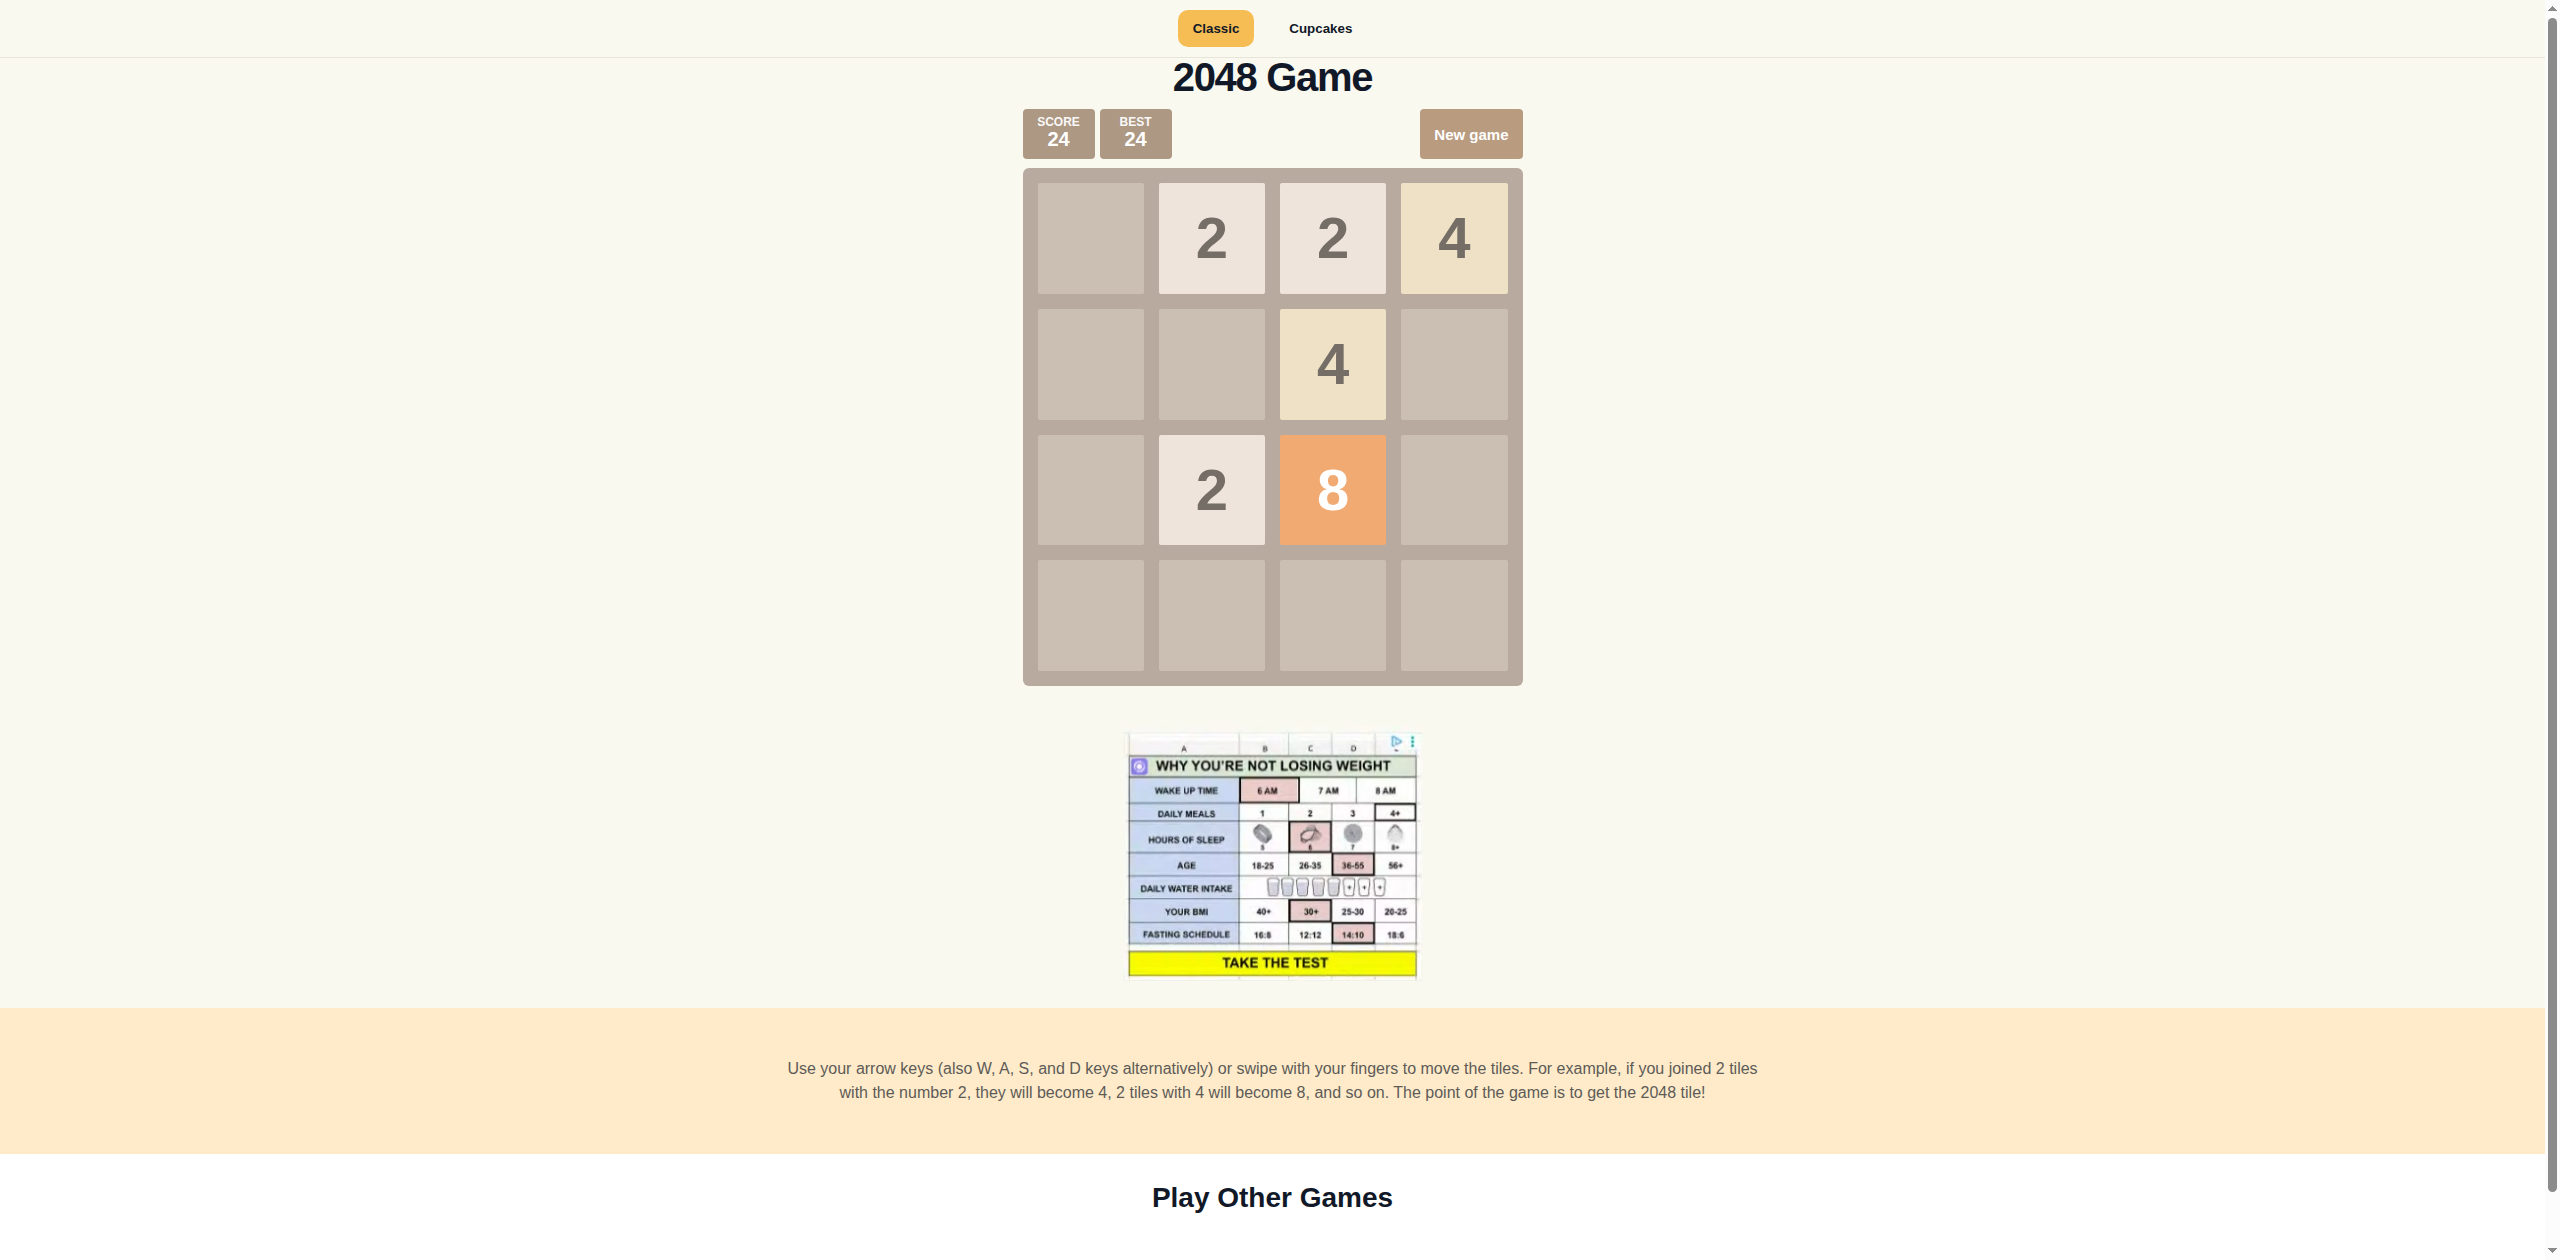 Classic Cupcakes
2048 Game
SCORE BEST
24 24
New game
2 2 4
4
2 8
A B C D
WHY YOU'RE NOT LOSING WEIGHT
WAKE UP TIME 6 AM 7 AM 8 AM
DAILY MEALS 1 2 3 4+
HOURS OF SLEEP 5 6 7 8+
AGE 18-25 26-35 36-55 56+
DAILY WATER INTAKE + + +
YOUR BMI 40+ 30+ 25-30 20-25
FASTING SCHEDULE 16:8 12:12 14:10 18:6
TAKE THE TEST
Use your arrow keys (also W, A, S, and D keys alternatively) or swipe with your fingers to move the tiles. For example, if you joined 2 tiles
with the number 2, they will become 4, 2 tiles with 4 will become 8, and so on. The point of the game is to get the 2048 tile!
Play Other Games